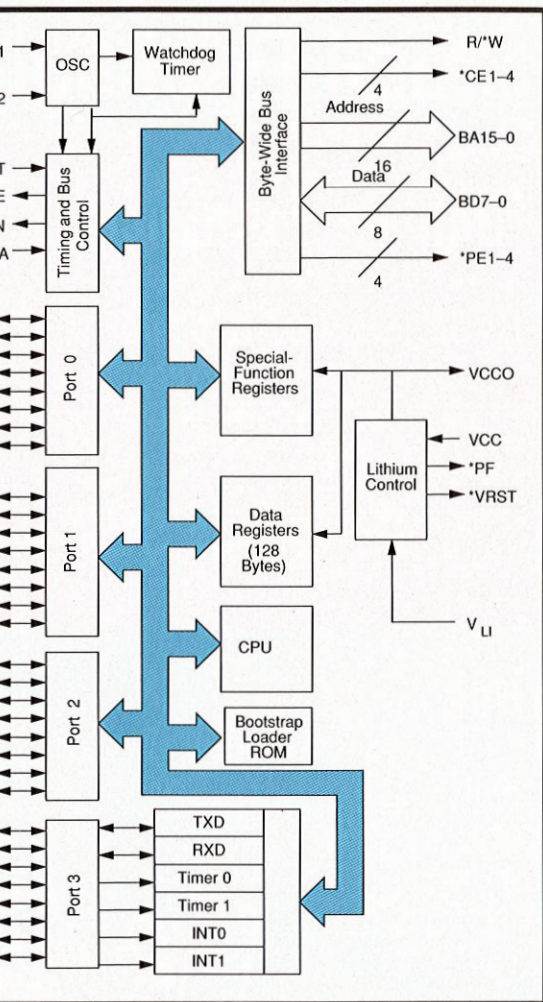 1
2
OSC
Watchdog
Timer
Byte-Wide Bus
Interface
R/*W
4
*CE1–4
Address
16
BA15–0
Data
8
BD7–0
4
*PE1–4
T
E
N
A
Timing and Bus
Control
Port 0
Special-
Function
Registers
VCCO
Lithium
Control
VCC
*PF
*VRST
VLI
Port 1
Data
Registers
(128
Bytes)
CPU
Port 2
Bootstrap
Loader
ROM
Port 3
TXD
RXD
Timer 0
Timer 1
INT0
INT1